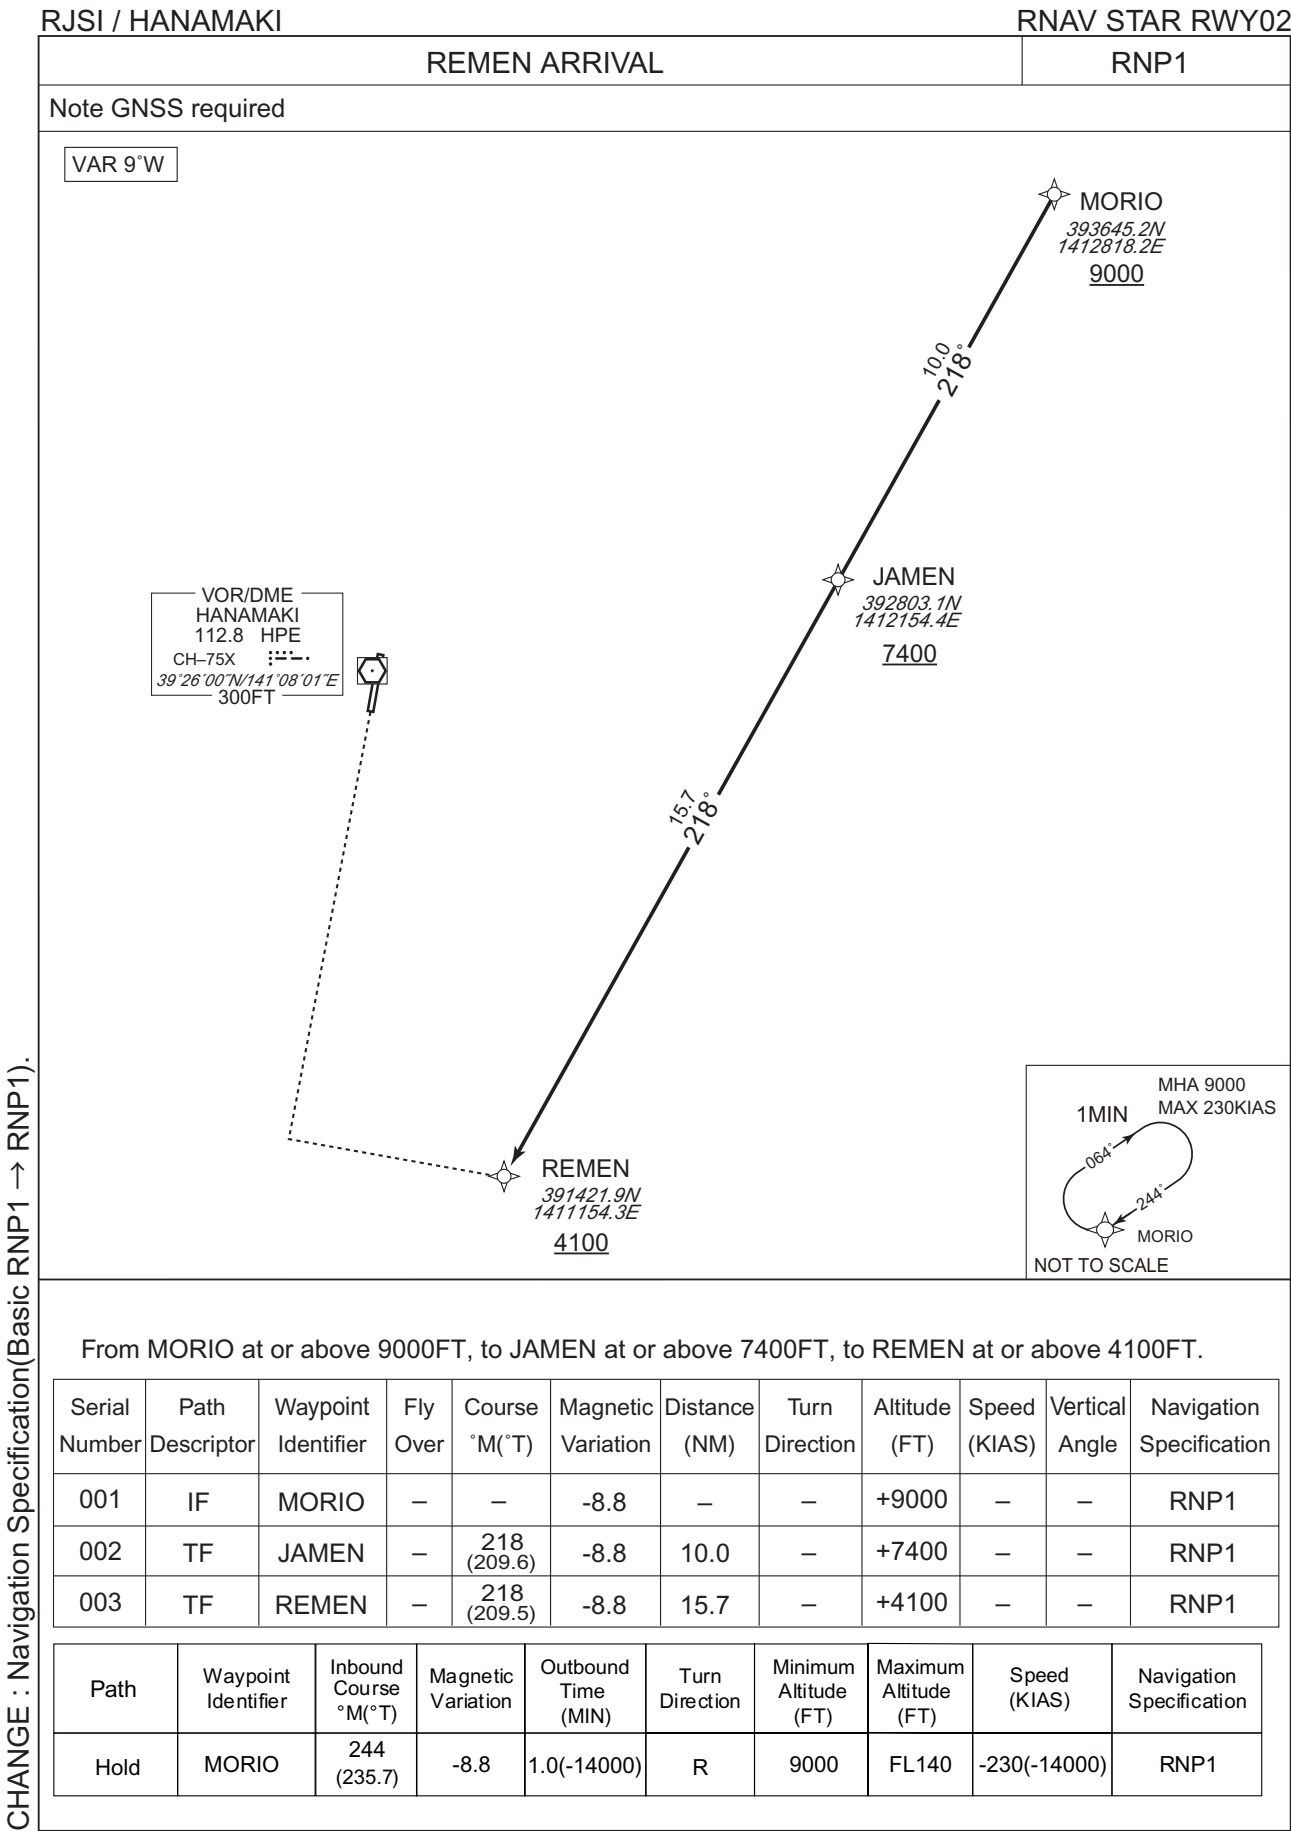 RJSI / HANAMAKI
RNAV STAR RWY02
REMEN ARRIVAL
RNP1
Note GNSS required
VAR 9˚W
MORIO
393645.2N
1412818.2E
9000
10.0
218˚
JAMEN
392803.1N
1412154.4E
7400
VOR/DME
HANAMAKI
112.8 HPE
CH–75X
39˚26´00˝N/141˚08´01˝E
300FT
15.7
218˚
REMEN
391421.9N
1411154.3E
4100
MHA 9000
MAX 230KIAS
1MIN
064˚
244˚
MORIO
NOT TO SCALE
CHANGE : Navigation Specification(Basic RNP1 → RNP1).
From MORIO at or above 9000FT, to JAMEN at or above 7400FT, to REMEN at or above 4100FT.
Serial Path Waypoint Fly Course Magnetic Distance Turn Altitude Speed Vertical Navigation
Number Descriptor Identifier Over ˚M(˚T) Variation (NM) Direction (FT) (KIAS) Angle Specification
001 IF MORIO – – -8.8 – – +9000 – – RNP1
002 TF JAMEN – 218 (209.6) -8.8 10.0 – +7400 – – RNP1
003 TF REMEN – 218 (209.5) -8.8 15.7 – +4100 – – RNP1
Path Waypoint Identifier Inbound Course °M(°T) Magnetic Variation Outbound Time (MIN) Turn Direction Minimum Altitude (FT) Maximum Altitude (FT) Speed (KIAS) Navigation Specification
Hold MORIO 244 (235.7) -8.8 1.0(-14000) R 9000 FL140 -230(-14000) RNP1